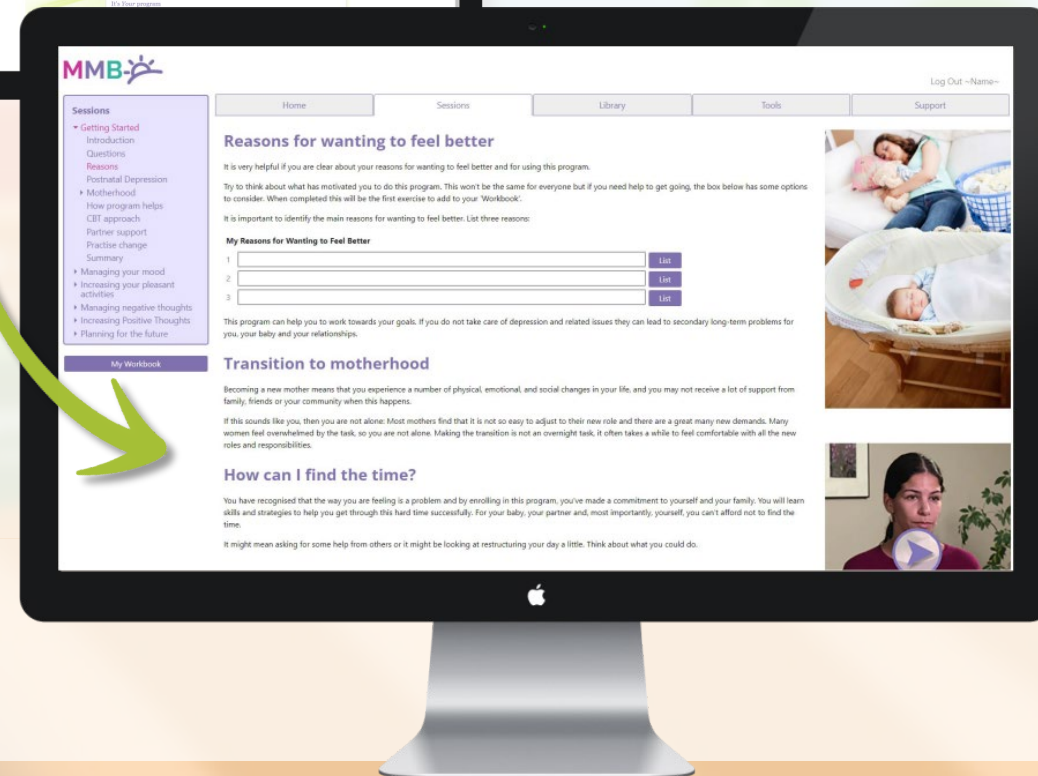 It's Your program
MMB
Log Out ~Name~
Home
Sessions
Library
Tools
Support
Sessions
Getting Started
Introduction
Questions
Reasons
Postnatal Depression
Motherhood
How program helps
CBT approach
Partner support
Practise change
Summary
Managing your mood
Increasing your pleasant
activities
Managing negative thoughts
Increasing Positive Thoughts
Planning for the future
My Workbook
Reasons for wanting to feel better
It is very helpful if you are clear about your reasons for wanting to feel better and for using this program.
Try to think about what has motivated you to do this program. This won't be the same for everyone but if you need help to get going, the box below has some options
to consider. When completed this will be the first exercise to add to your 'Workbook'.
It is important to identify the main reasons for wanting to feel better. List three reasons:
My Reasons for Wanting to Feel Better
1 List
2 List
3 List
This program can help you to work towards your goals. If you do not take care of depression and related issues they can lead to secondary long-term problems for
you, your baby and your relationships.
Transition to motherhood
Becoming a new mother means that you experience a number of physical, emotional, and social changes in your life, and you may not receive a lot of support from
family, friends or your community when this happens.
If this sounds like you, then you are not alone: Most mothers find that it is not so easy to adjust to their new role and there are a great many new demands. Many
women feel overwhelmed by the task, so you are not alone. Making the transition is not an overnight task, it often takes a while to feel comfortable with all the new
roles and responsibilities.
How can I find the time?
You have recognised that the way you are feeling is a problem and by enrolling in this program, you've made a commitment to yourself and your family. You will learn
skills and strategies to help you get through this hard time successfully. For your baby, your partner and, most importantly, yourself, you can't afford not to find the
time.
It might mean asking for some help from others or it might be looking at restructuring your day a little. Think about what you could do.